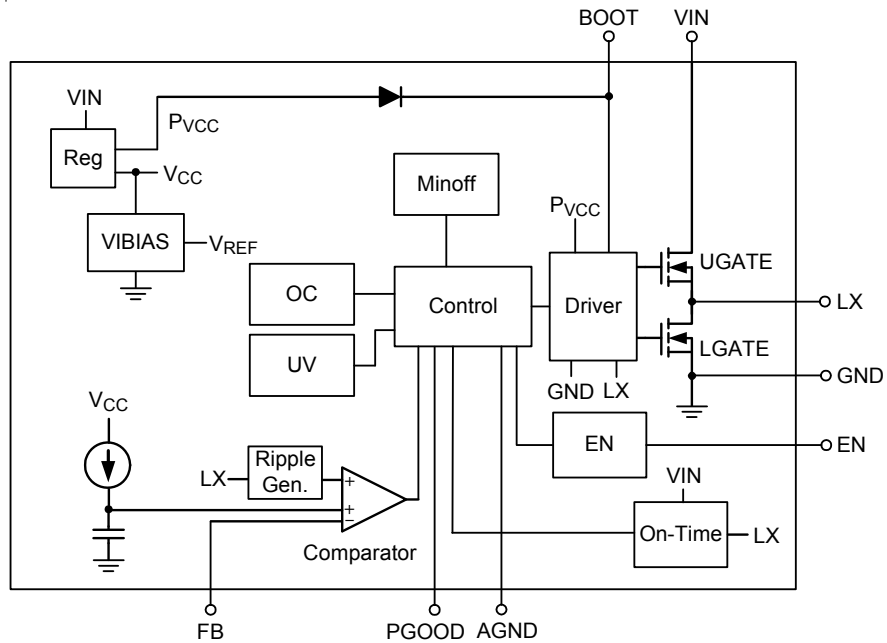 BOOT VIN
VIN
PVCC
Reg
VCC
Minoff
VIBIAS
VREF
PVCC
UGATE
OC
Control
Driver
LX
UV
LGATE
GND LX
GND
VCC
EN
EN
LX
Ripple
Gen.
+
+
−
VIN
Comparator
On-Time
LX
FB
PGOOD
AGND